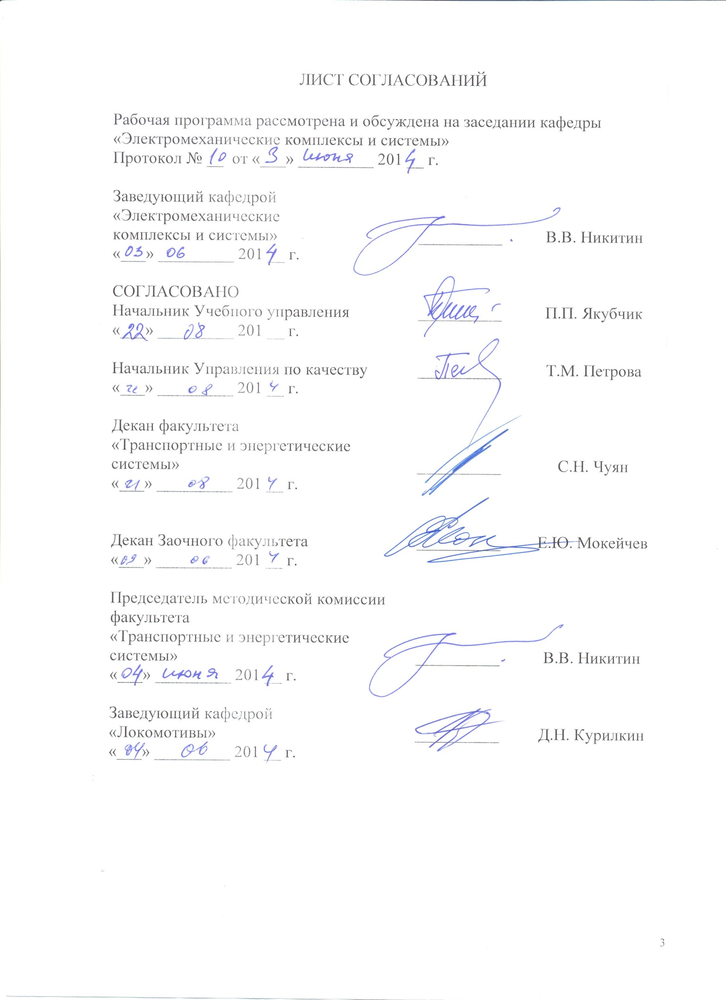 ЛИСТ СОГЛАСОВАНИЙ
Рабочая программа рассмотрена и обсуждена на заседании кафедры
«Электромеханические комплексы и системы»
Протокол № 10 от «3» июня 2014 г.
Заведующий кафедрой
«Электромеханические
комплексы и системы» В.В. Никитин
«03» 06 2014 г.
СОГЛАСОВАНО
Начальник Учебного управления П.П. Якубчик
«22» 08 201__ г.
Начальник Управления по качеству Т.М. Петрова
« » 08 2014 г.
Декан факультета
«Транспортные и энергетические
системы» С.Н. Чуян
«21» 08 2014 г.
Декан Заочного факультета Е.Ю. Мокейчев
«09» 06 2014 г.
Председатель методической комиссии
факультета
«Транспортные и энергетические
системы» В.В. Никитин
«04» июня 2014 г.
Заведующий кафедрой
«Локомотивы» Д.Н. Курилкин
«04» 06 2014 г.
3